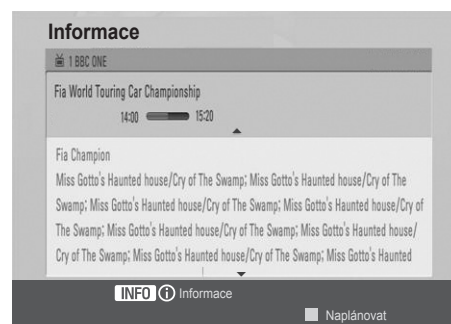 Informace
1 BBC ONE
Fia World Touring Car Championship
14:00 15:20
Fia Champion
Miss Gotto's Haunted house/Cry of The Swamp; Miss Gotto's Haunted house/Cry of The
Swamp; Miss Gotto's Haunted house/Cry of The Swamp; Miss Gotto's Haunted house/Cry of
The Swamp; Miss Gotto's Haunted house/Cry of The Swamp; Miss Gotto's Haunted house/
Cry of The Swamp; Miss Gotto's Haunted house/Cry of The Swamp; Miss Gotto's Haunted
INFO i Informace
Naplánovat